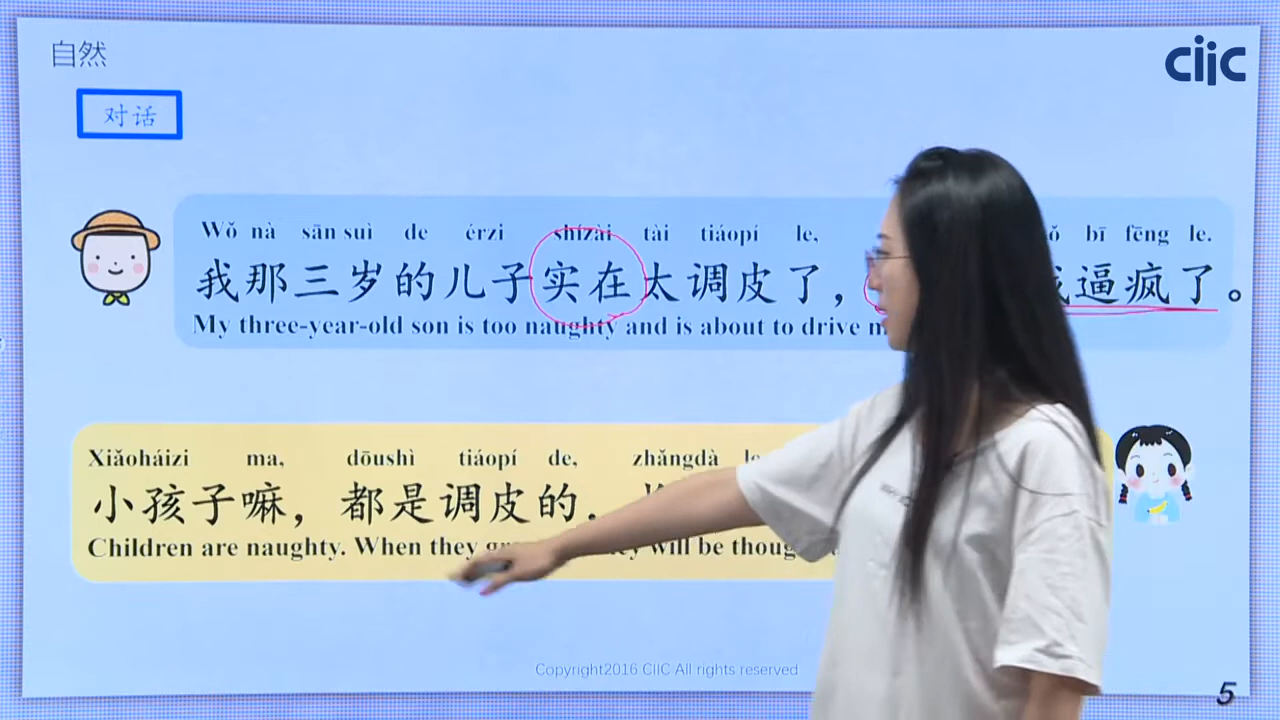 自然
ciic
对话
Wǒ nà sān suì de érzi shízài tài tiáopí le, bī fēng le.
我那三岁的儿子实在太调皮了， 逼疯了。
My three-year-old son is too naughty and is about to drive
Xiǎoháizi ma, dōushì tiáopí de, zhǎngdà
小孩子嘛，都是调皮的.
Children are naughty. When they will be
Copyright2016 CIIC All rights reserved
5